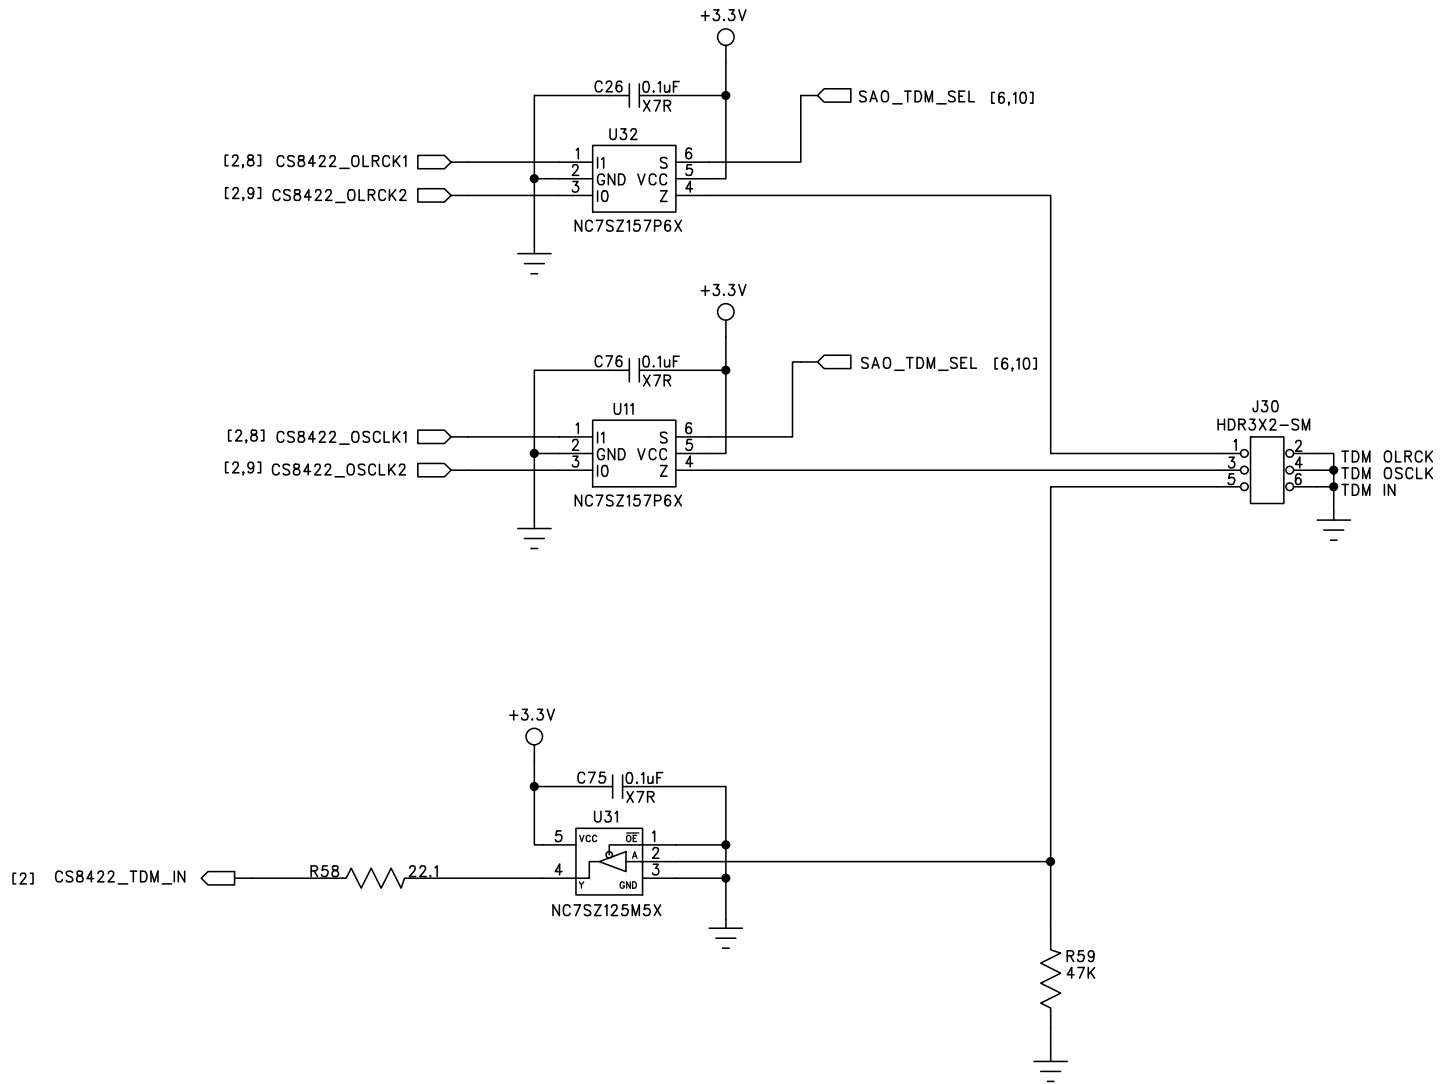 +3.3V
C26 0.1uF
X7R
SAO_TDM_SEL [6,10]
U32
[2,8] CS8422_OLRCK1 1 I1 S 6
2 GND VCC 5
[2,9] CS8422_OLRCK2 3 I0 Z 4
NC7SZ157P6X
+3.3V
C76 0.1uF
X7R
SAO_TDM_SEL [6,10]
U11
[2,8] CS8422_OSCLK1 1 I1 S 6
2 GND VCC 5
[2,9] CS8422_OSCLK2 3 I0 Z 4
NC7SZ157P6X
J30
HDR3X2-SM
1 2 TDM OLRCK
3 4 TDM OSCLK
5 6 TDM IN
+3.3V
C75 0.1uF
X7R
U31
5 VCC OE 1
A 2
[2] CS8422_TDM_IN R58 22.1 4 Y GND 3
NC7SZ125M5X
R59
47K